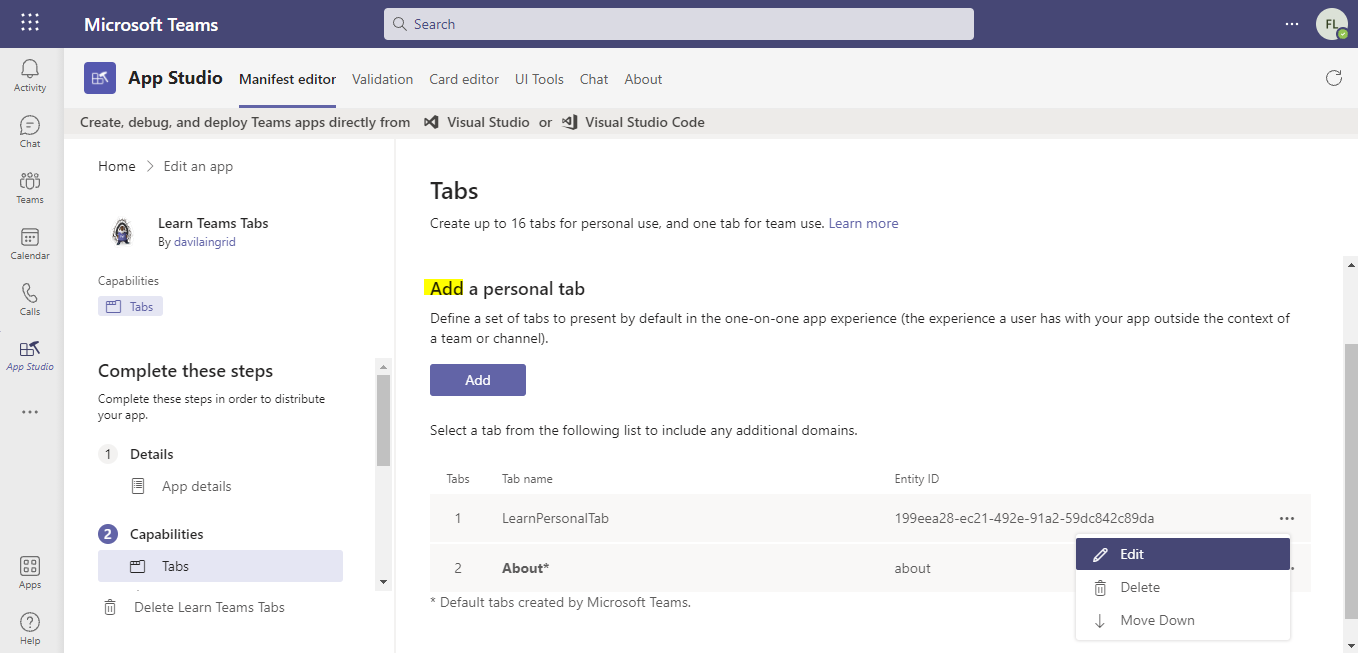 Microsoft Teams
Search
FL
Activity
Chat
Teams
Calendar
Calls
App Studio
Apps
Help
App Studio
Manifest editor
Validation
Card editor
UI Tools
Chat
About
Create, debug, and deploy Teams apps directly from Visual Studio or Visual Studio Code
Home > Edit an app
Learn Teams Tabs
By davilaingrid
Capabilities
Tabs
Complete these steps
Complete these steps in order to distribute
your app.
1 Details
App details
2 Capabilities
Tabs
Delete Learn Teams Tabs
Tabs
Create up to 16 tabs for personal use, and one tab for team use. Learn more
Add a personal tab
Define a set of tabs to present by default in the one-on-one app experience (the experience a user has with your app outside the context of
a team or channel).
Add
Select a tab from the following list to include any additional domains.
Tabs Tab name Entity ID
1 LearnPersonalTab 199eea28-ec21-492e-91a2-59dc842c89da
2 About* about
* Default tabs created by Microsoft Teams.
Edit
Delete
Move Down